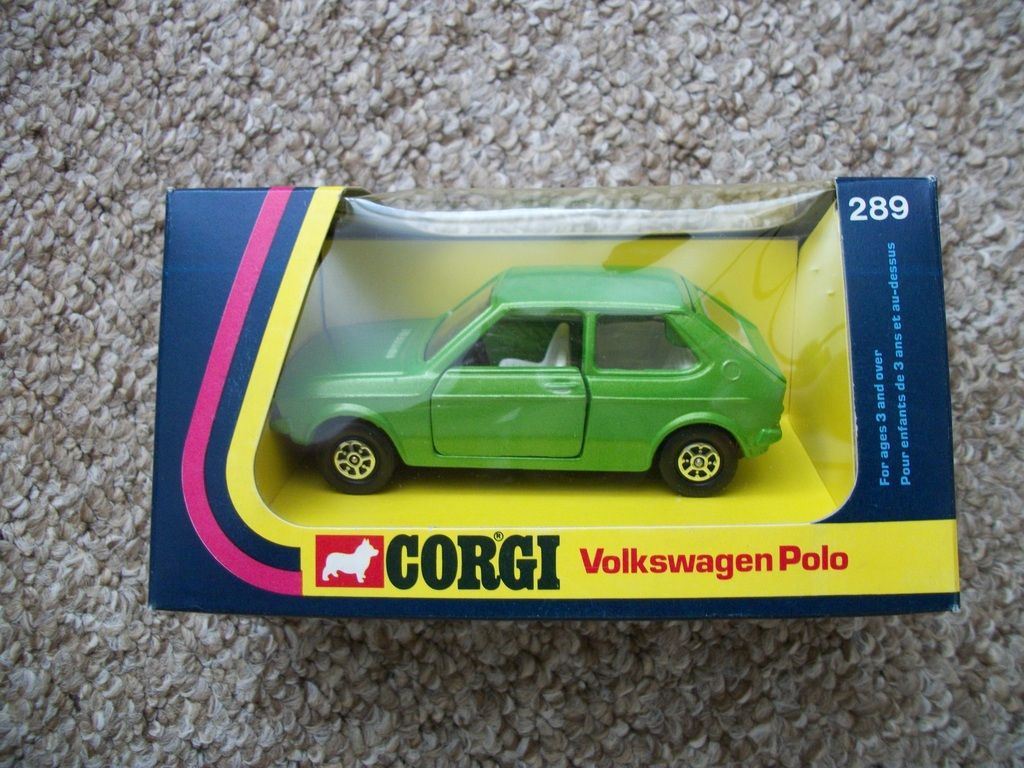 289
For ages 3 and over
Pour enfants de 3 ans et au-dessus
CORGI®
Volkswagen Polo